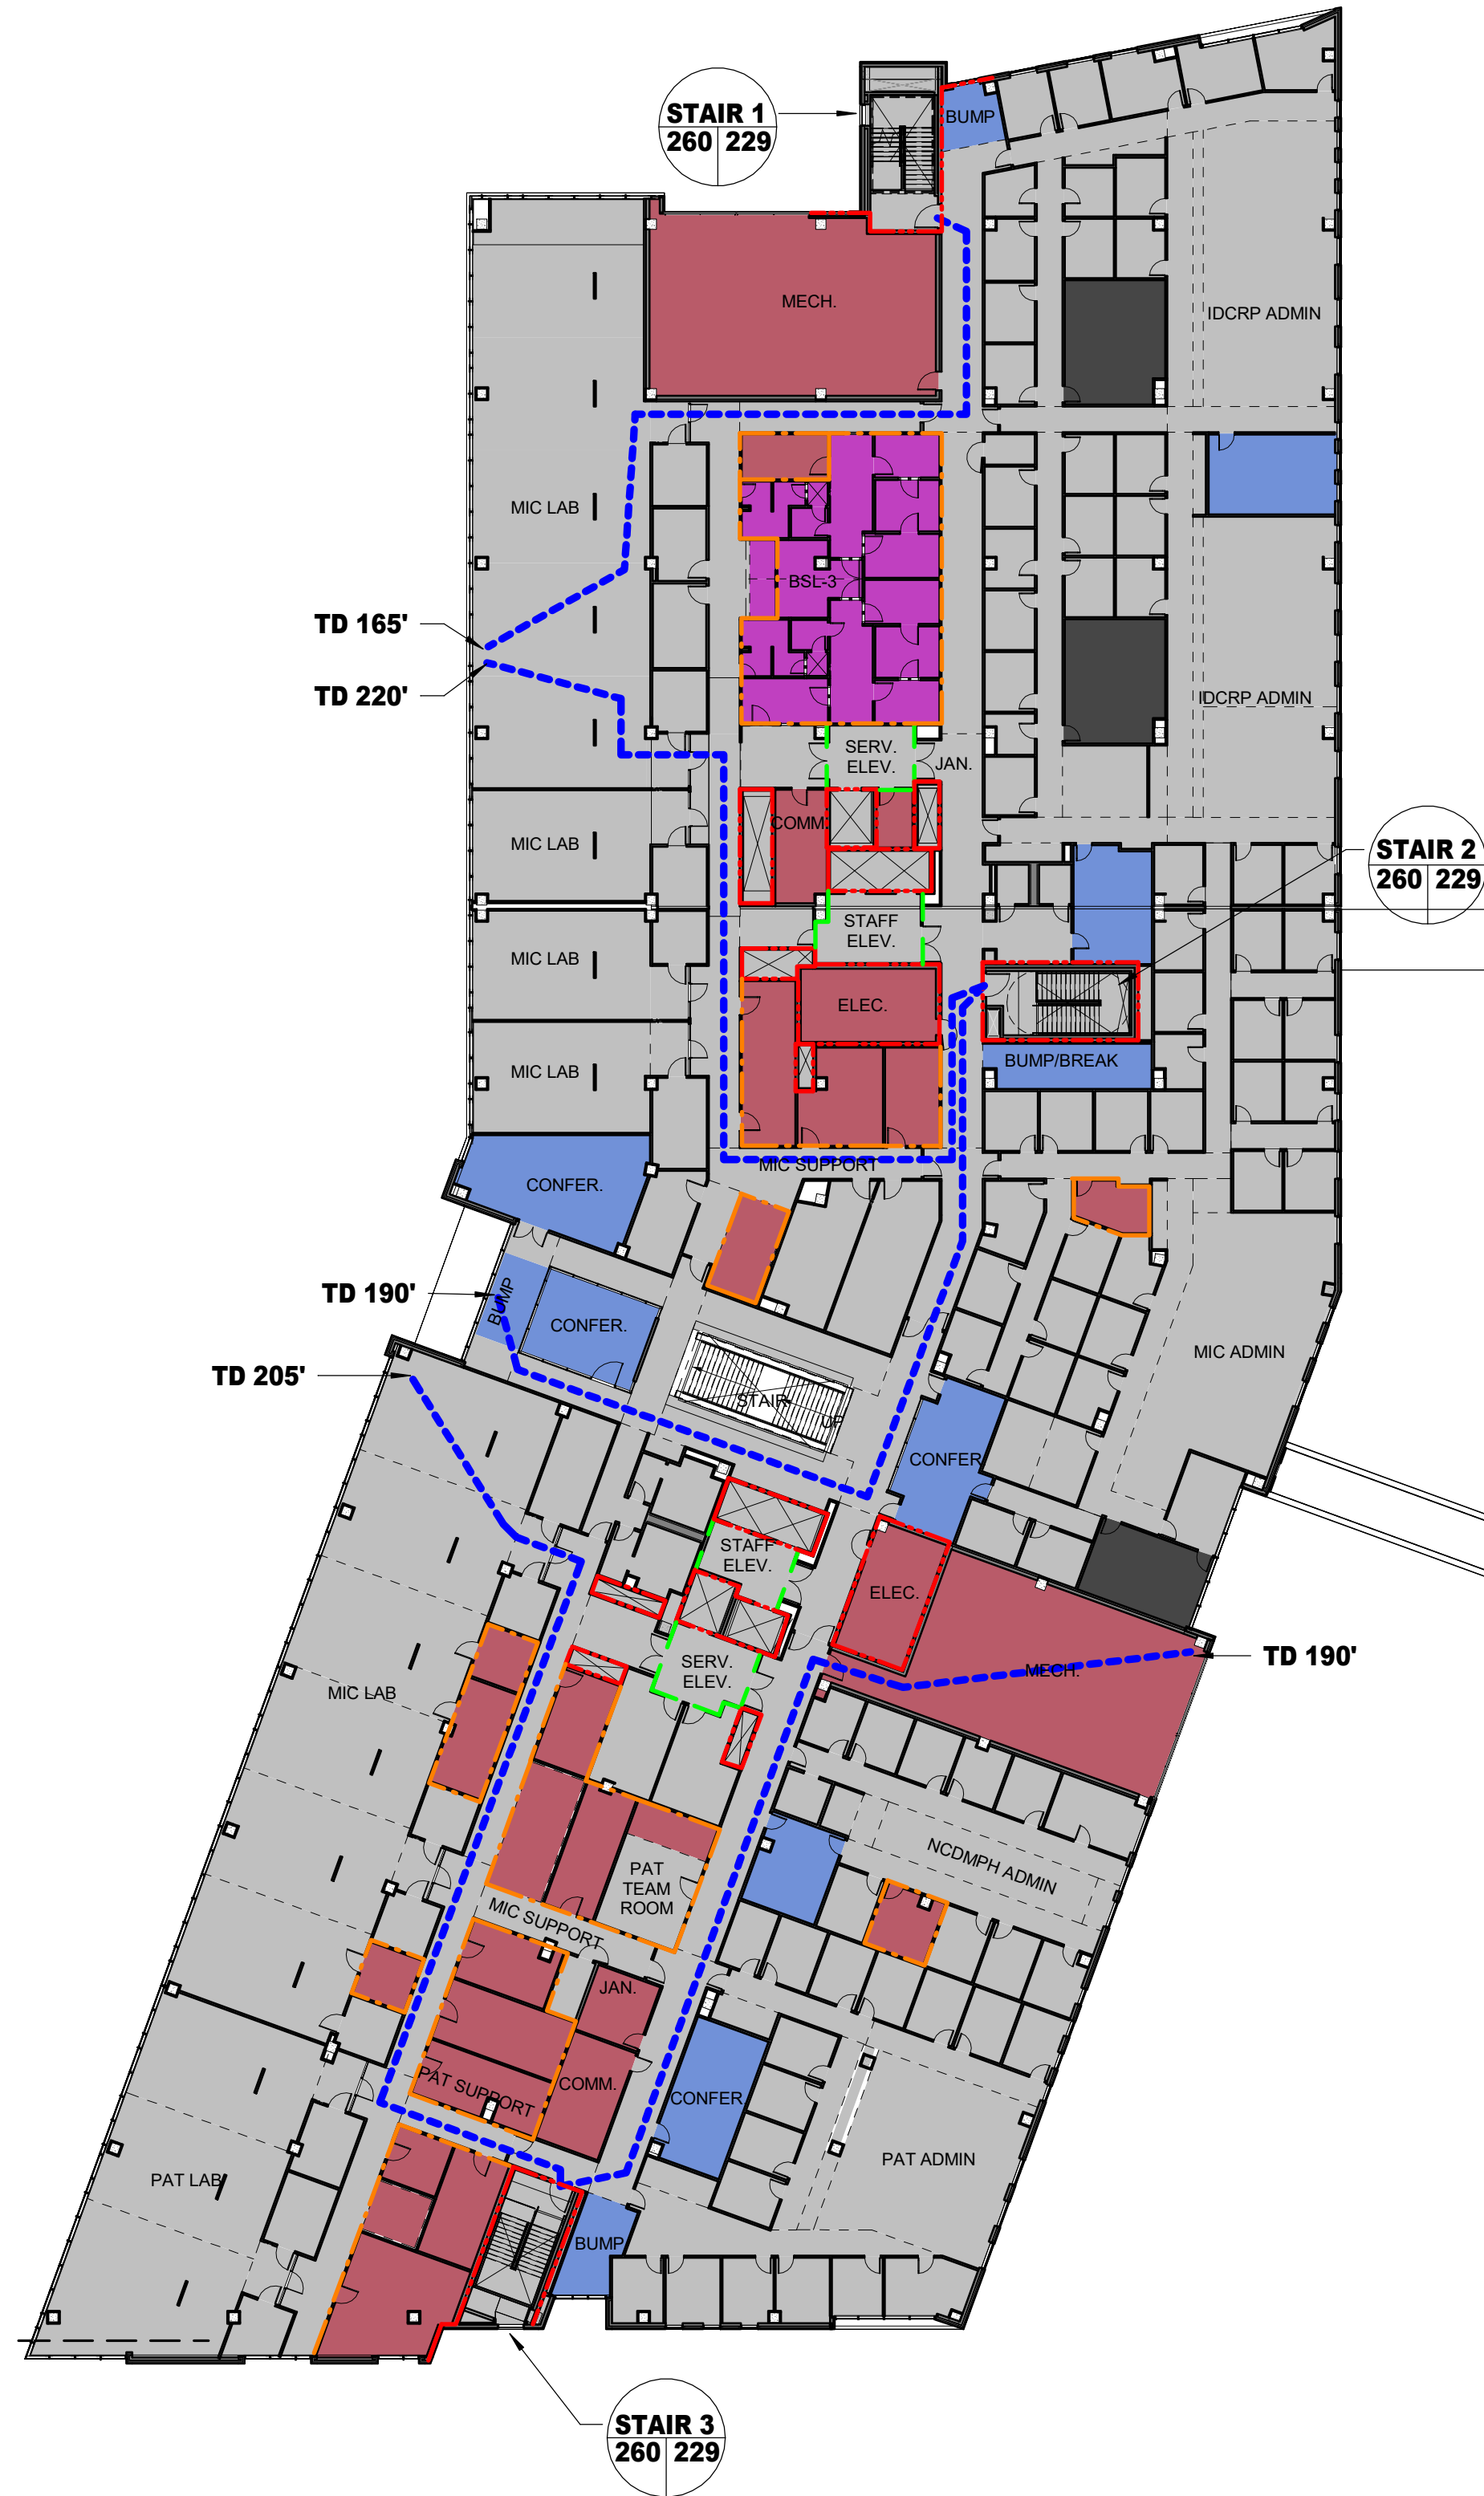 STAIR 1
260 229
BUMP
MECH.
IDCRP ADMIN
MIC LAB
BSL-3
TD 165'
TD 220'
IDCRP ADMIN
SERV.
ELEV.
JAN.
COMM.
MIC LAB
STAIR 2
260 229
STAFF
ELEV.
MIC LAB
ELEC.
BUMP/BREAK
MIC LAB
MIC SUPPORT
CONFER.
TD 190'
BUMP
CONFER.
MIC ADMIN
TD 205'
STAIR
UP
CONFER
STAFF
ELEV.
ELEC.
SERV.
ELEV.
MECH.
TD 190'
MIC LAB
NCDMPH ADMIN
PAT
TEAM
ROOM
MIC SUPPORT
JAN.
PAT SUPPORT
COMM.
CONFER.
PAT LAB
PAT ADMIN
BUMP
STAIR 3
260 229